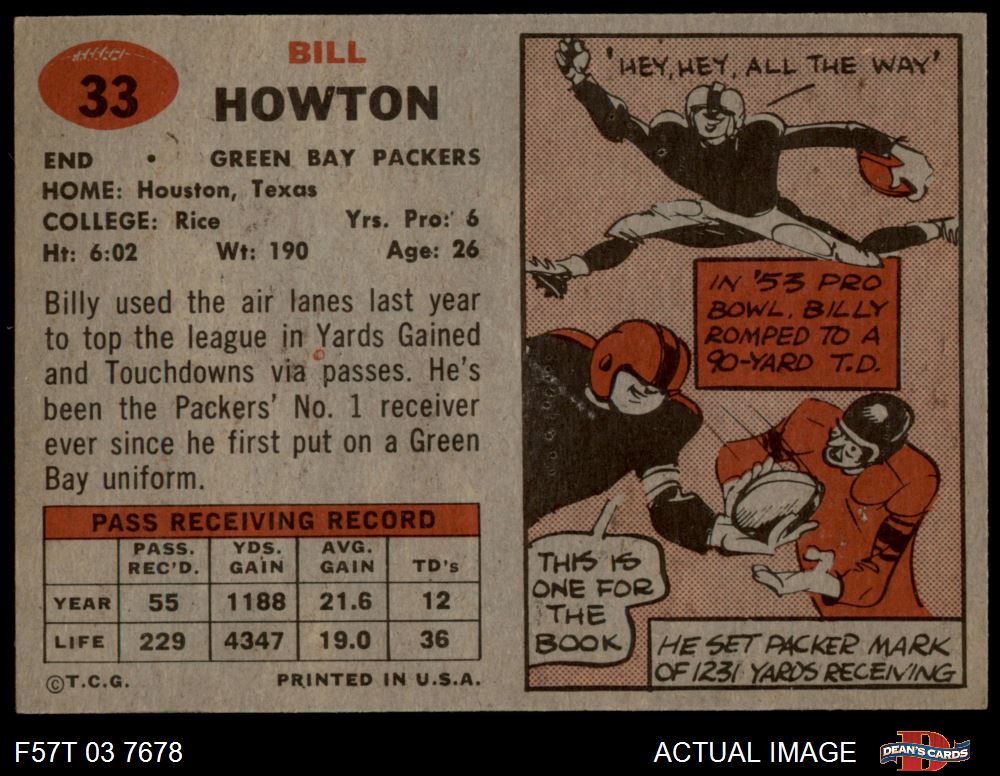 33
BILL
HOWTON
END • GREEN BAY PACKERS
HOME: Houston, Texas
COLLEGE: Rice Yrs. Pro: 6
Ht: 6:02 Wt: 190 Age: 26
Billy used the air lanes last year
to top the league in Yards Gained
and Touchdowns via passes. He's
been the Packers' No. 1 receiver
ever since he first put on a Green
Bay uniform.
PASS RECEIVING RECORD
PASS. REC'D. YDS. GAIN AVG. GAIN TD's
YEAR 55 1188 21.6 12
LIFE 229 4347 19.0 36
©T.C.G. PRINTED IN U.S.A.
'HEY, HEY, ALL THE WAY'
IN '53 PRO
BOWL, BILLY
ROMPED TO A
90-YARD T.D.
THIS IS
ONE FOR
THE
BOOK
HE SET PACKER MARK
OF 1231 YARDS RECEIVING
F57T 03 7678
ACTUAL IMAGE
D
DEAN'S CARDS